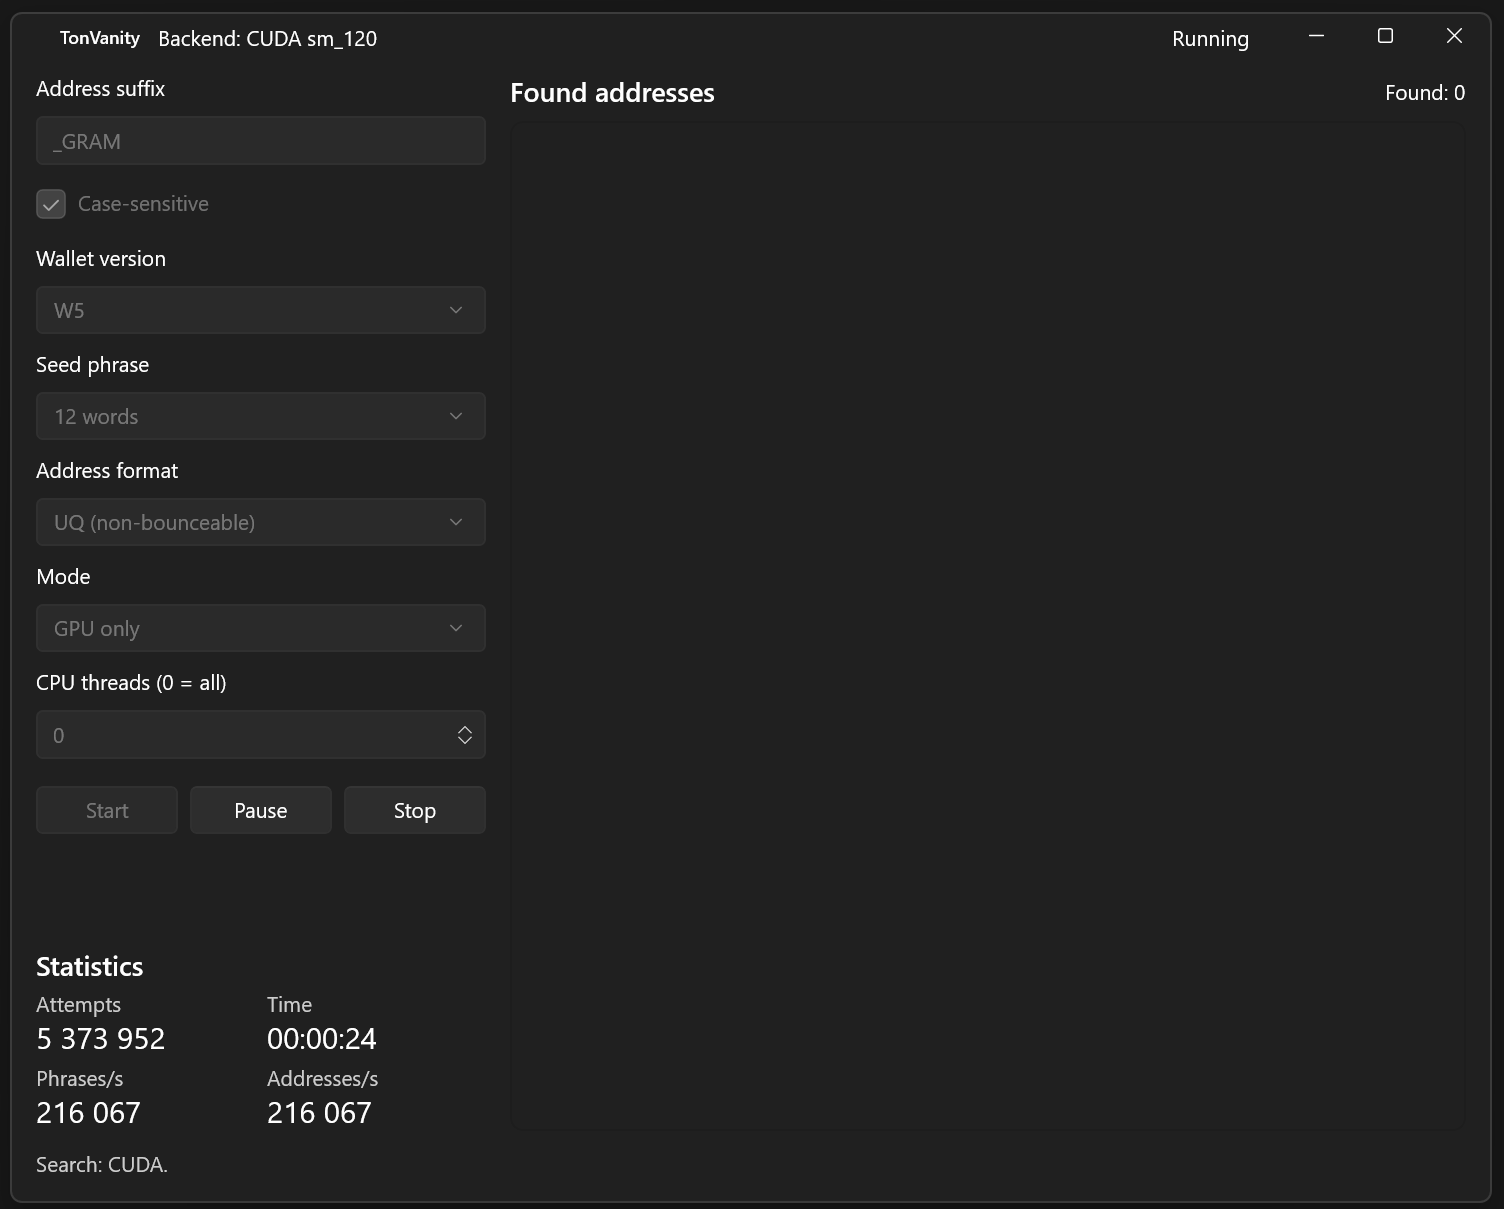 TonVanity Backend: CUDA sm_120 Running
Address suffix
_GRAM
Case-sensitive
Wallet version
W5
Seed phrase
12 words
Address format
UQ (non-bounceable)
Mode
GPU only
CPU threads (0 = all)
0
Start Pause Stop
Statistics
Attempts Time
5 373 952 00:00:24
Phrases/s Addresses/s
216 067 216 067
Search: CUDA.
Found addresses Found: 0